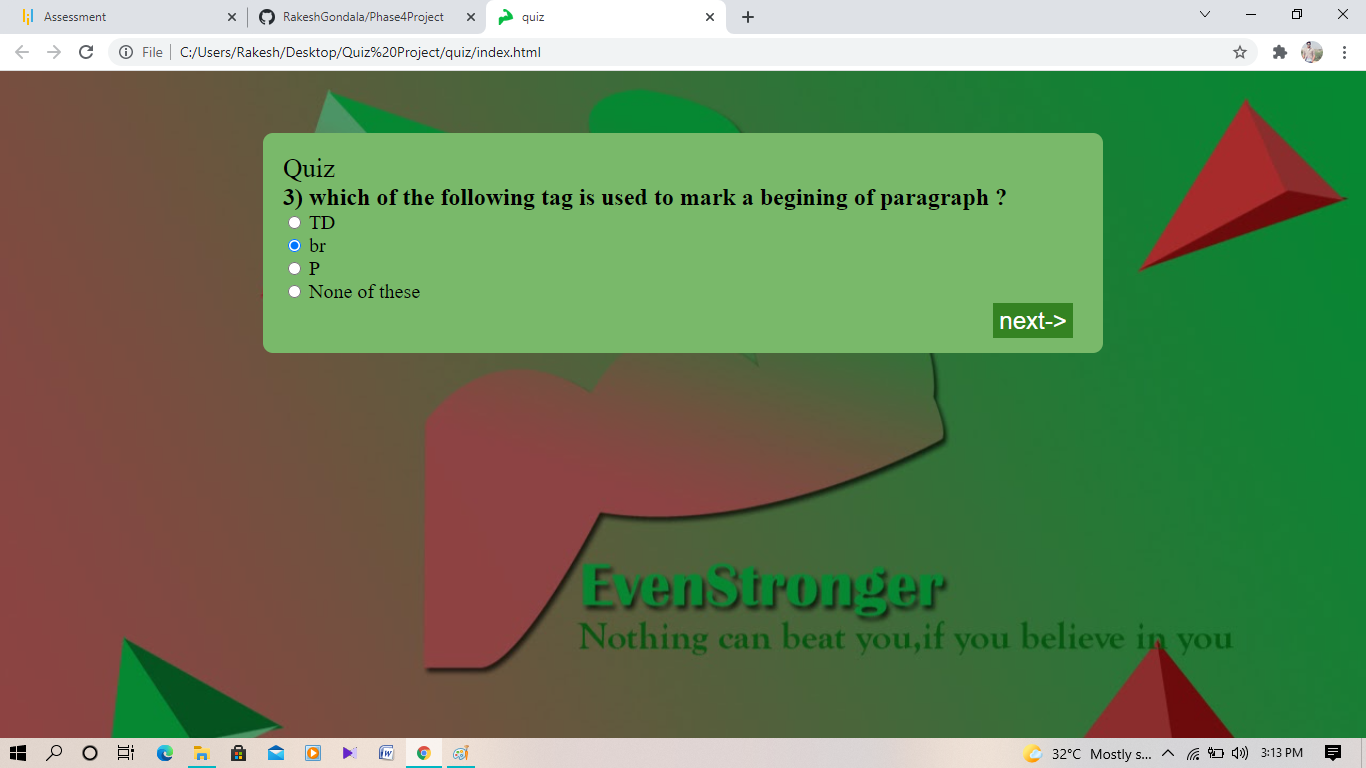 Assessment
RakeshGondala/Phase4Project
quiz
File
C:/Users/Rakesh/Desktop/Quiz%20Project/quiz/index.html
Quiz
3) which of the following tag is used to mark a begining of paragraph ?
TD
br
P
None of these
next->
EvenStronger
Nothing can beat you,if you believe in you
32°C Mostly s...
3:13 PM